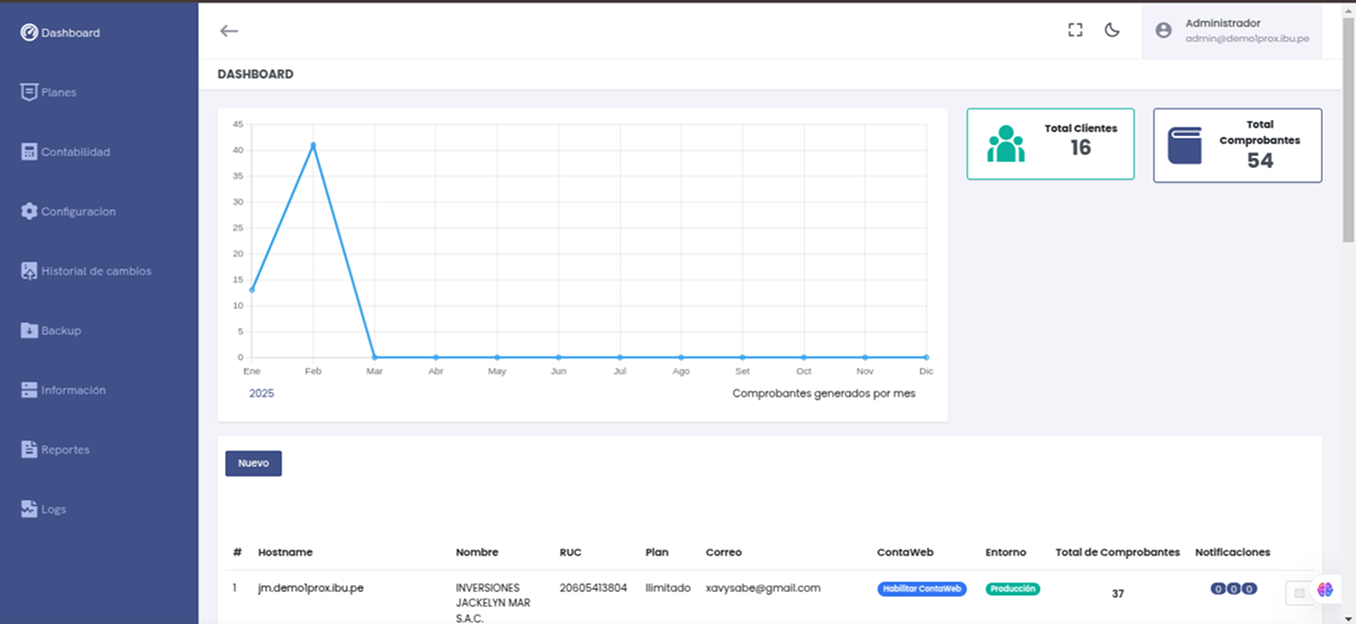 Dashboard
Planes
Contabilidad
Configuracion
Historial de cambios
Backup
Información
Reportes
Logs
Administrador
admin@demo1prox.ibu.pe
DASHBOARD
45
40
35
30
25
20
15
10
5
0
Ene Feb Mar Abr May Jun Jul Ago Set Oct Nov Dic
2025 Comprobantes generados por mes
Total Clientes
16
Total
Comprobantes
54
Nuevo
# Hostname Nombre RUC Plan Correo ContaWeb Entorno Total de Comprobantes Notificaciones
1 jm.demo1prox.ibu.pe INVERSIONES 20605413804 Ilimitado xavysabe@gmail.com Habilitar ContaWeb Producción 37 0 0 0
JACKELYN MAR
S.A.C.